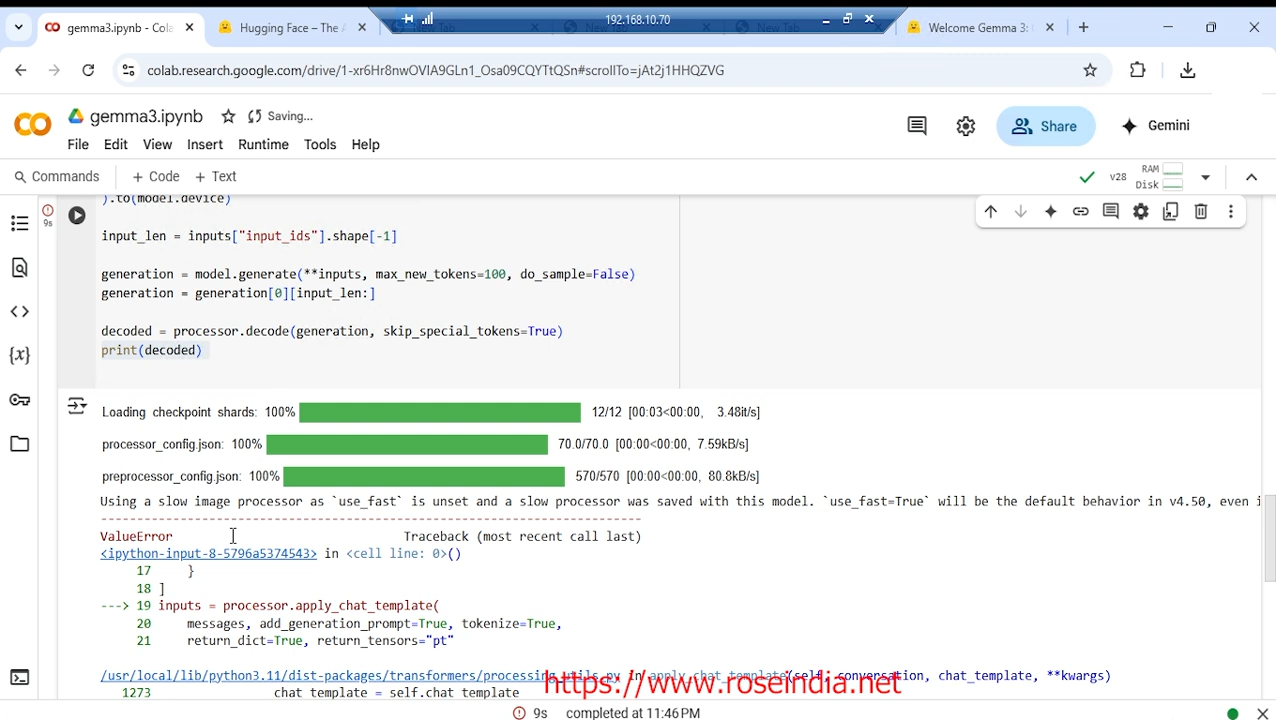 gemma3.ipynb - Cola
Hugging Face – The A
New Tab
New Tab
New Tab
192.168.10.70
Welcome Gemma 3:
colab.research.google.com/drive/1-xr6Hr8nwOVIA9GLn1_Osa09CQYTtQSn#scrollTo=jAt2j1HHQZVG
CO
gemma3.ipynb
Saving...
Share
Gemini
File Edit View Insert Runtime Tools Help
Commands + Code + Text
v28
RAM
Disk
9s
).to(model.device)
input_len = inputs["input_ids"].shape[-1]
generation = model.generate(**inputs, max_new_tokens=100, do_sample=False)
generation = generation[0][input_len:]
decoded = processor.decode(generation, skip_special_tokens=True)
print(decoded)
Loading checkpoint shards: 100% 12/12 [00:03<00:00, 3.48it/s]
processor_config.json: 100% 70.0/70.0 [00:00<00:00, 7.59kB/s]
preprocessor_config.json: 100% 570/570 [00:00<00:00, 80.8kB/s]
Using a slow image processor as `use_fast` is unset and a slow processor was saved with this model. `use_fast=True` will be the default behavior in v4.50, even i
---------------------------------------------------------------------------
ValueError Traceback (most recent call last)
<ipython-input-8-5796a5374543> in <cell line: 0>()
17 }
18 ]
---> 19 inputs = processor.apply_chat_template(
20 messages, add_generation_prompt=True, tokenize=True,
21 return_dict=True, return_tensors="pt"
/usr/local/lib/python3.11/dist-packages/transformers/processing_utils.py in apply_chat_template(self, conversation, chat_template, **kwargs)
1273 chat_template = self.chat_template
https://www.roseindia.net
9s completed at 11:46 PM